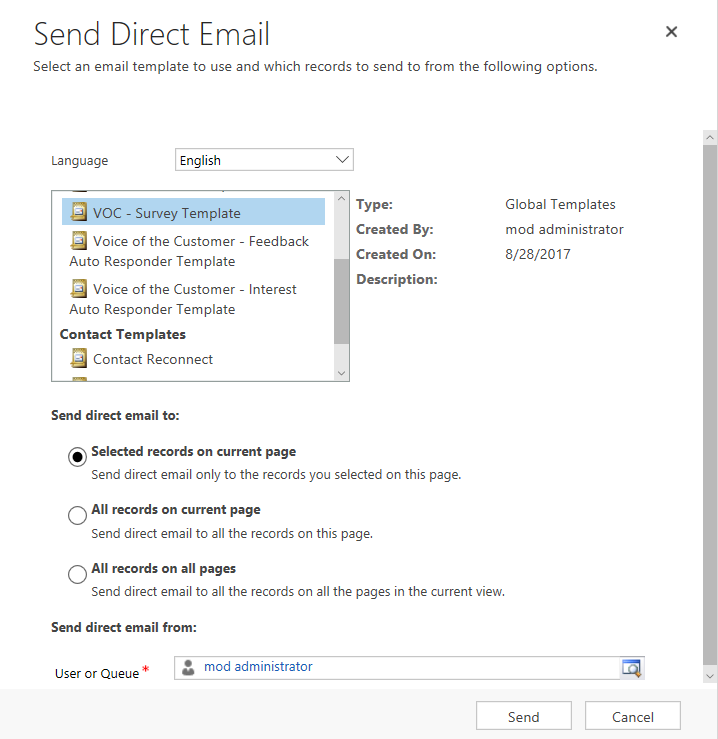 Send Direct Email
Select an email template to use and which records to send to from the following options.
Language
English
VOC - Survey Template
Voice of the Customer - Feedback
Auto Responder Template
Voice of the Customer - Interest
Auto Responder Template
Contact Templates
Contact Reconnect
Type: Global Templates
Created By: mod administrator
Created On: 8/28/2017
Description:
Send direct email to:
Selected records on current page
Send direct email only to the records you selected on this page.
All records on current page
Send direct email to all the records on this page.
All records on all pages
Send direct email to all the records on all the pages in the current view.
Send direct email from:
User or Queue* mod administrator
Send Cancel